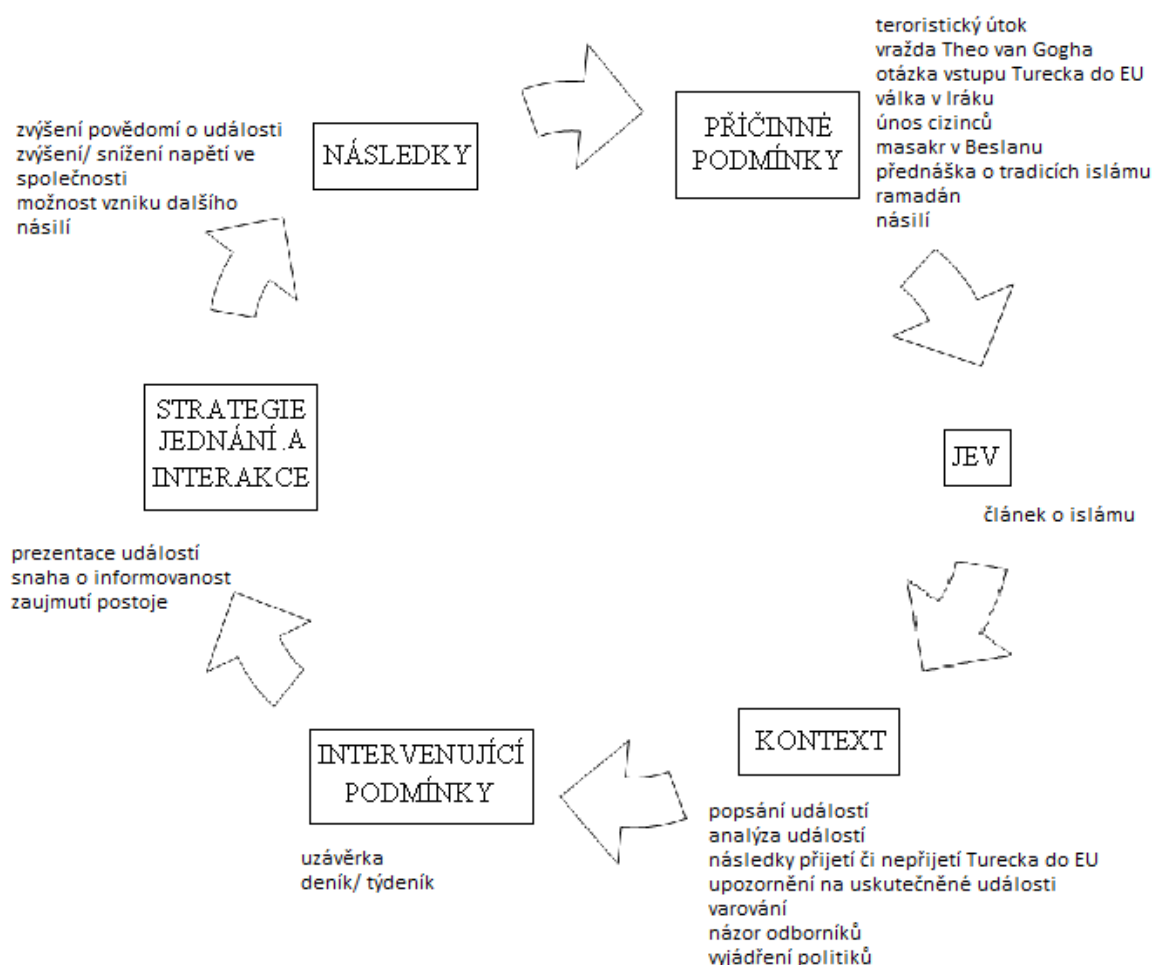 teroristický útok
vražda Theo van Gogha
otázka vstupu Turecka do EU
válka v Iráku
únos cizinců
masakr v Beslanu
přednáška o tradicích islámu
ramadán
násilí
PŘÍČINNÉ
PODMÍNKY
NÁSLEDKY
zvýšení povědomí o události
zvýšení/ snížení napětí ve
společnosti
možnost vzniku dalšího
násilí
STRATEGIE
JEDNÁNÍ.A
INTERAKCE
JEV
článek o islámu
prezentace událostí
snaha o informovanost
zaujmutí postoje
INTERVENUJÍCÍ
PODMÍNKY
uzávěrka
deník/ týdeník
KONTEXT
popsání událostí
analýza událostí
následky přijetí či nepřijetí Turecka do EU
upozornění na uskutečněné události
varování
názor odborníků
vyjádření politiků